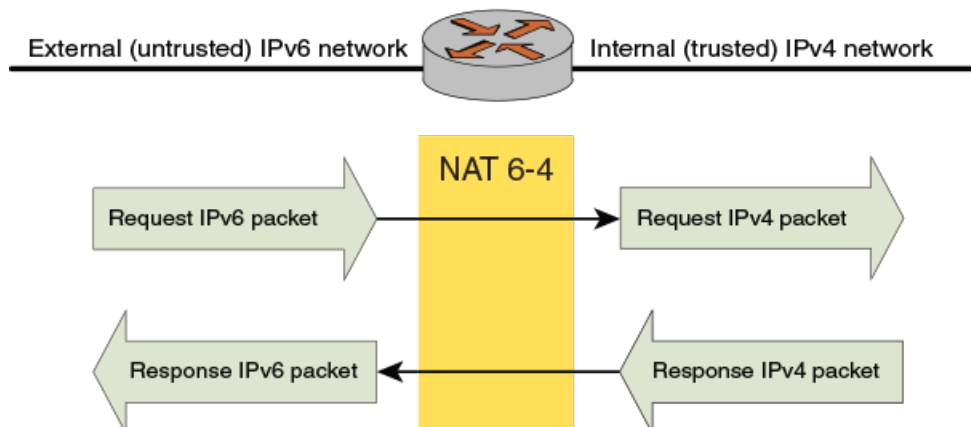 External (untrusted) IPv6 network
Internal (trusted) IPv4 network
NAT 6-4
Request IPv6 packet
Request IPv4 packet
Response IPv6 packet
Response IPv4 packet